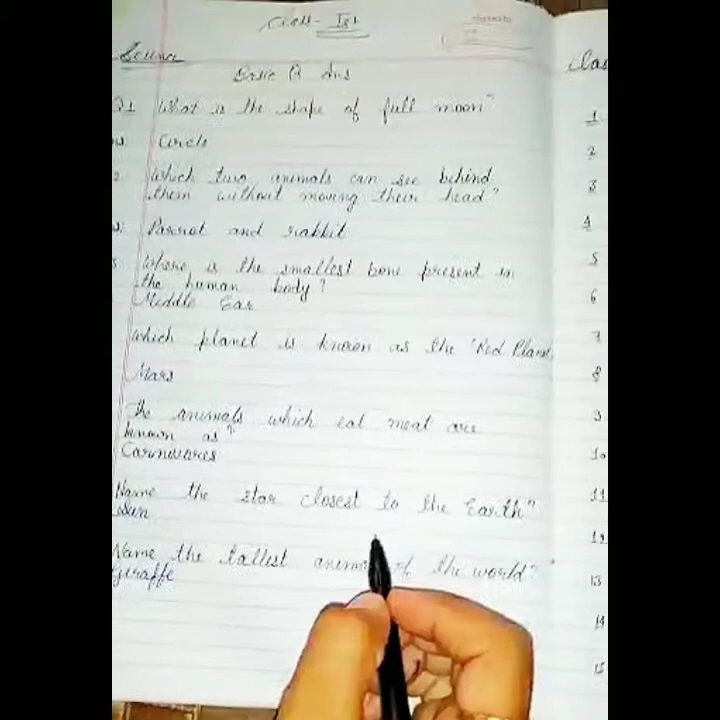 Class - Ist
Science
Basic Q Ans
Q1 What is the shape of full moon"
Circle
2 Which two animals can see behind
them without moving their head?
Parrot and rabbit
3 Where is the smallest bone present in
the human body?
Middle Ear
Which planet is known as the "Red Planet
Mars
The animals which eat meat are
known as
Carnivores
Name the star closest to the Earth"
Sun
Name the tallest animal of the world?
Giraffe
Clas
1
2
3
4
5
6
7
8
9
10
11
12
13
14
15